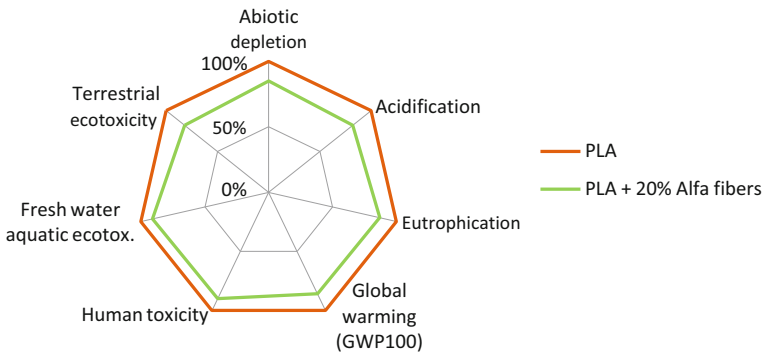 Abiotic
depletion
100%
Terrestrial
ecotoxicity
Acidification
50%
PLA
0%
PLA + 20% Alfa fibers
Fresh water
aquatic ecotox.
Eutrophication
Human toxicity
Global
warming
(GWP100)